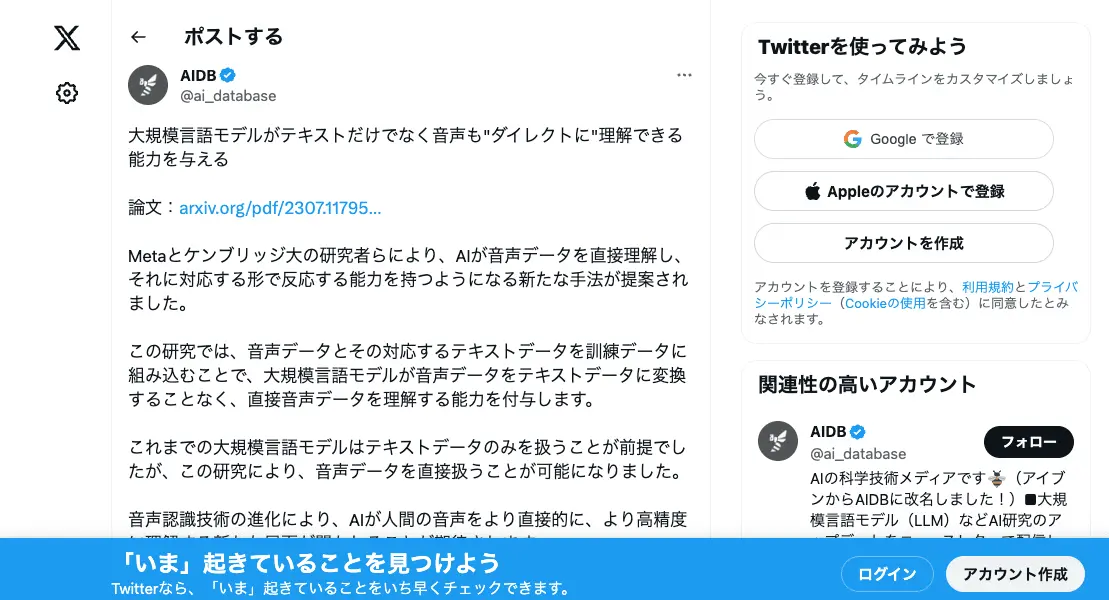 ポストする
AIDB
@ai_database
大規模言語モデルがテキストだけでなく音声も"ダイレクトに"理解できる
能力を与える
論文：arxiv.org/pdf/2307.11795…
Metaとケンブリッジ大の研究者らにより、AIが音声データを直接理解し、
それに対応する形で反応する能力を持つようになる新たな手法が提案され
ました。
この研究では、音声データとその対応するテキストデータを訓練データに
組み込むことで、大規模言語モデルが音声データをテキストデータに変換
することなく、直接音声データを理解する能力を付与します。
これまでの大規模言語モデルはテキストデータのみを扱うことが前提でし
たが、この研究により、音声データを直接扱うことが可能になりました。
音声認識技術の進化により、AIが人間の音声をより直接的に、より高精度
Twitterを使ってみよう
今すぐ登録して、タイムラインをカスタマイズしましょ
う。
Google で登録
Appleのアカウントで登録
アカウントを作成
アカウントを登録することにより、利用規約とプライバ
シーポリシー（Cookieの使用を含む）に同意したとみ
なされます。
関連性の高いアカウント
AIDB
@ai_database
フォロー
AIの科学技術メディアです🐝（アイブ
ンからAIDBに改名しました！）■大規
模言語モデル（LLM）などAI研究のア
「いま」起きていることを見つけよう
Twitterなら、「いま」起きていることをいち早くチェックできます。
ログイン
アカウント作成